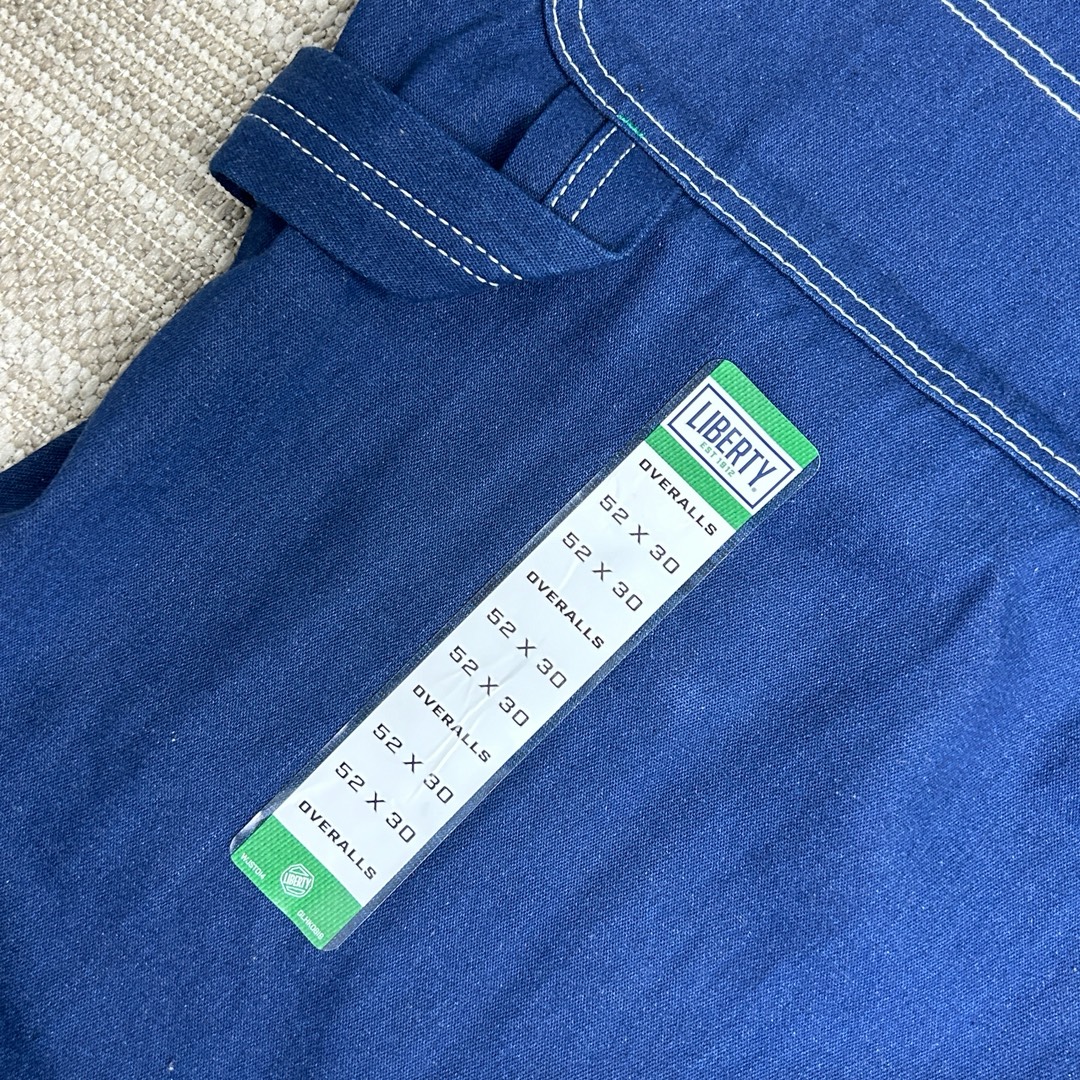 LIBERTY®
EST 1912
OVERALLS
52 X 30
52 X 30
OVERALLS
52 X 30
52 X 30
OVERALLS
52 X 30
52 X 30
OVERALLS
LIBERTY